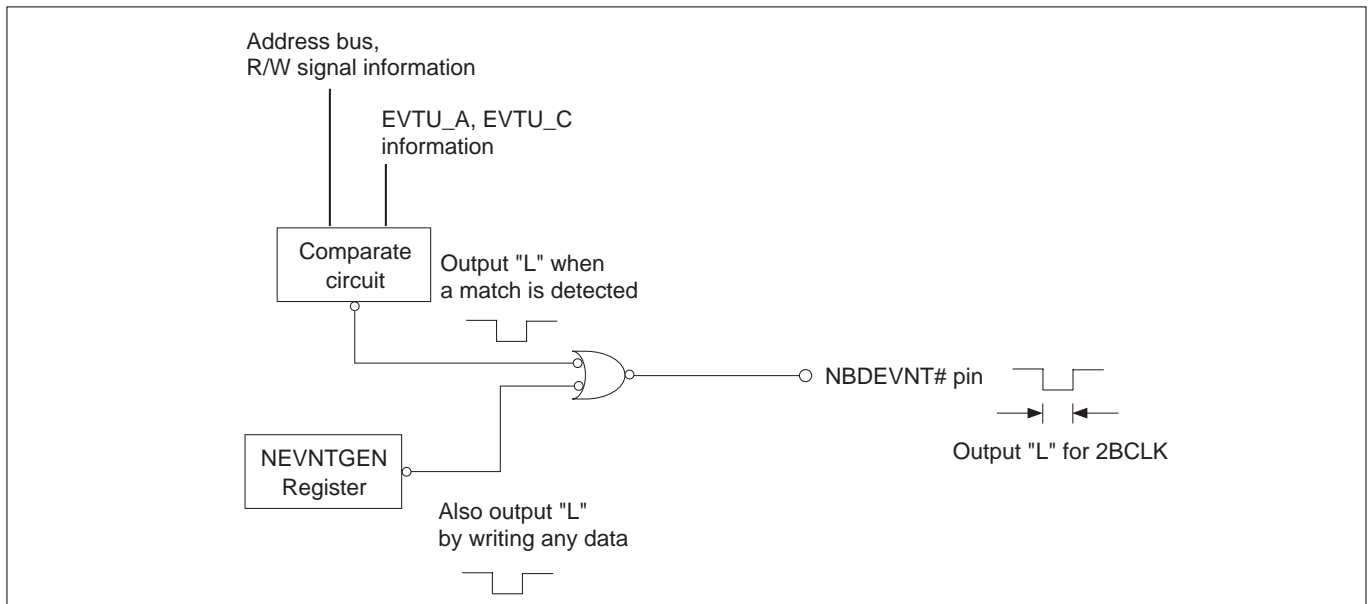 Address bus,
R/W signal information
EVTU_A, EVTU_C
information
Comparate
circuit
Output "L" when
a match is detected
NBDEVNT# pin
Output "L" for 2BCLK
NEVNTGEN
Register
Also output "L"
by writing any data